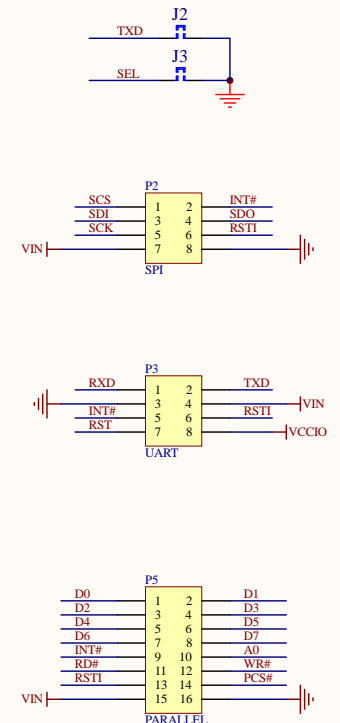 J2
TXD
J3
SEL
P2
SCS 1 2 INT#
SDI 3 4 SDO
SCK 5 6 RSTI
VIN 7 8
SPI
P3
RXD 1 2 TXD
3 4 VIN
INT# 5 6 RSTI
RST 7 8 VCCIO
UART
P5
D0 1 2 D1
D2 3 4 D3
D4 5 6 D5
D6 7 8 D7
INT# 9 10 A0
RD# 11 12 WR#
RSTI 13 14 PCS#
VIN 15 16
PARALLEL